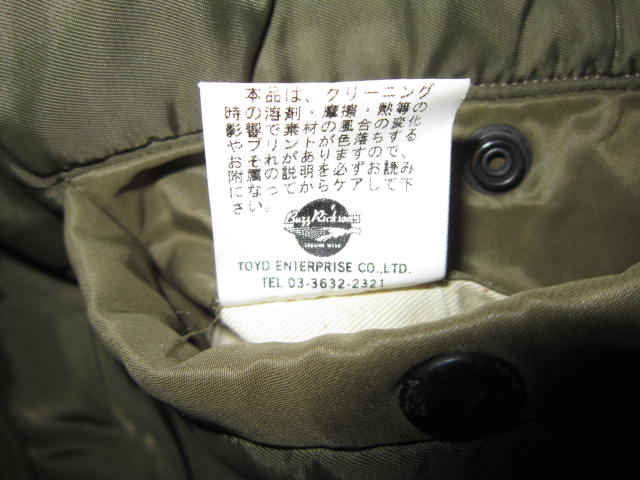 本品は、クリーニング
時の溶剤・摩擦・熱等の
影響で素材の風合の変化
やプリントが色落ちする
おそれがありますので、
附属の説明を必ずお読み
になってからケアして下
さい。
Buzz Rickson's
GENUINE WEAR
TOYO ENTERPRISE CO.,LTD.
TEL 03-3632-2321